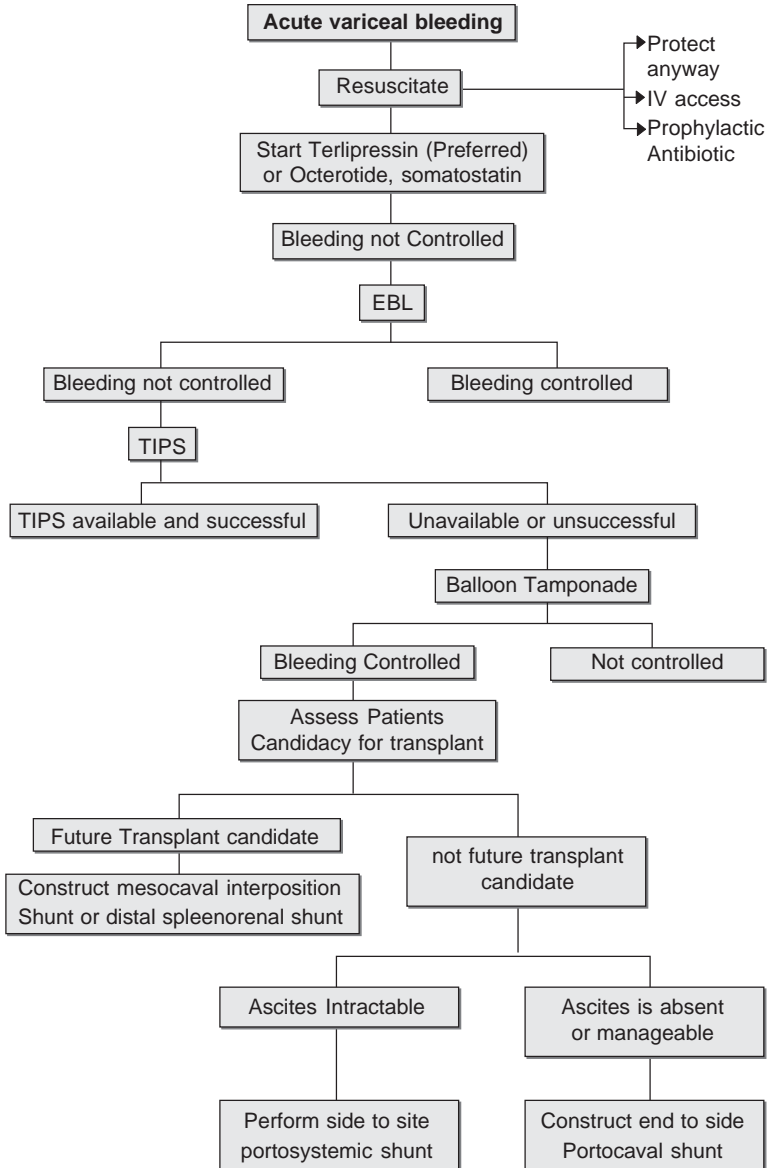 Acute variceal bleeding
Resuscitate
Protect
anyway
IV access
Prophylactic
Antibiotic
Start Terlipressin (Preferred)
or Octerotide, somatostatin
Bleeding not Controlled
EBL
Bleeding not controlled
Bleeding controlled
TIPS
TIPS available and successful
Unavailable or unsuccessful
Balloon Tamponade
Bleeding Controlled
Not controlled
Assess Patients
Candidacy for transplant
Future Transplant candidate
not future transplant
candidate
Construct mesocaval interposition
Shunt or distal spleenorenal shunt
Ascites Intractable
Ascites is absent
or manageable
Perform side to site
portosystemic shunt
Construct end to side
Portocaval shunt